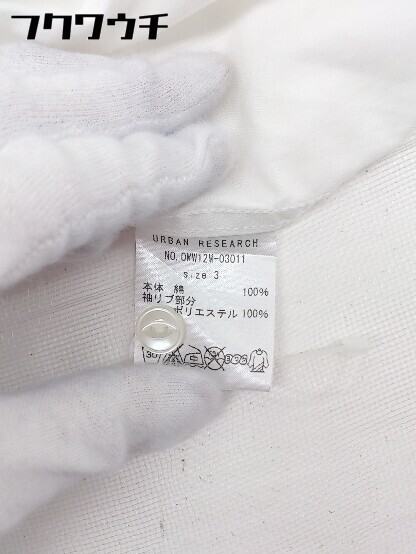 フクワウチ
URBAN RESEARCH
NO.OMW12M-03011
size 3
本体 綿 100%
袖リブ部分
ポリエステル 100%